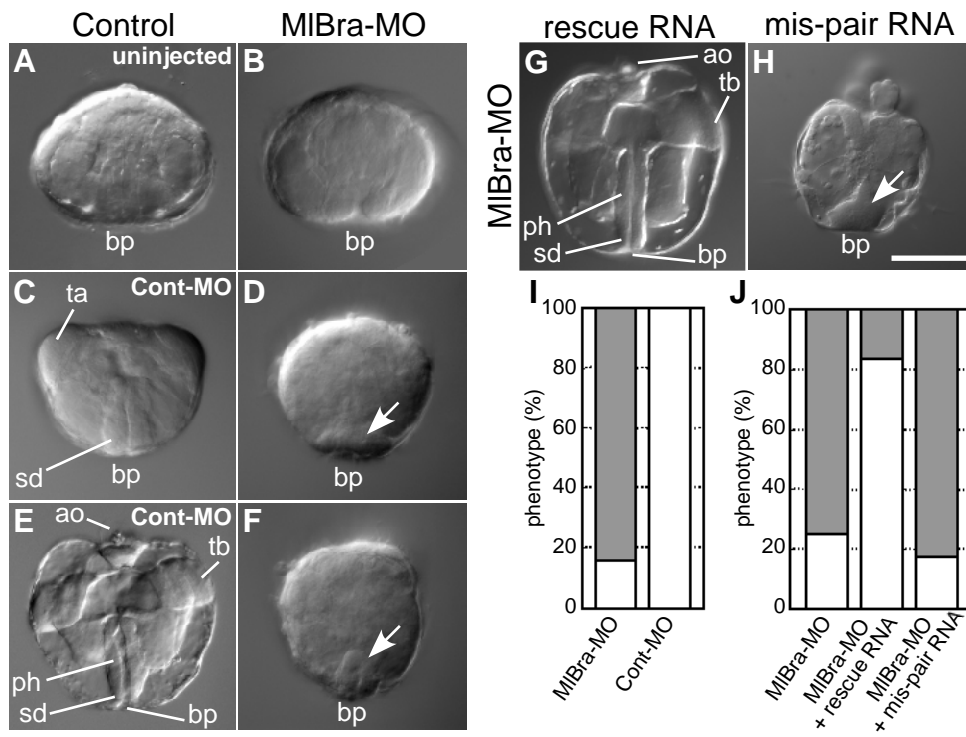 Control
MlBra-MO
rescue RNA
mis-pair RNA
MlBra-MO
A
uninjected
bp
B
bp
C
Cont-MO
ta
sd
bp
D
bp
E
Cont-MO
ao
tb
ph
sd
bp
F
bp
G
ao
tb
ph
sd
bp
H
bp
I
100
80
60
40
20
0
phenotype (%)
MlBra-MO
Cont-MO
J
100
80
60
40
20
0
phenotype (%)
MlBra-MO
MlBra-MO
+ rescue RNA
MlBra-MO
+ mis-pair RNA